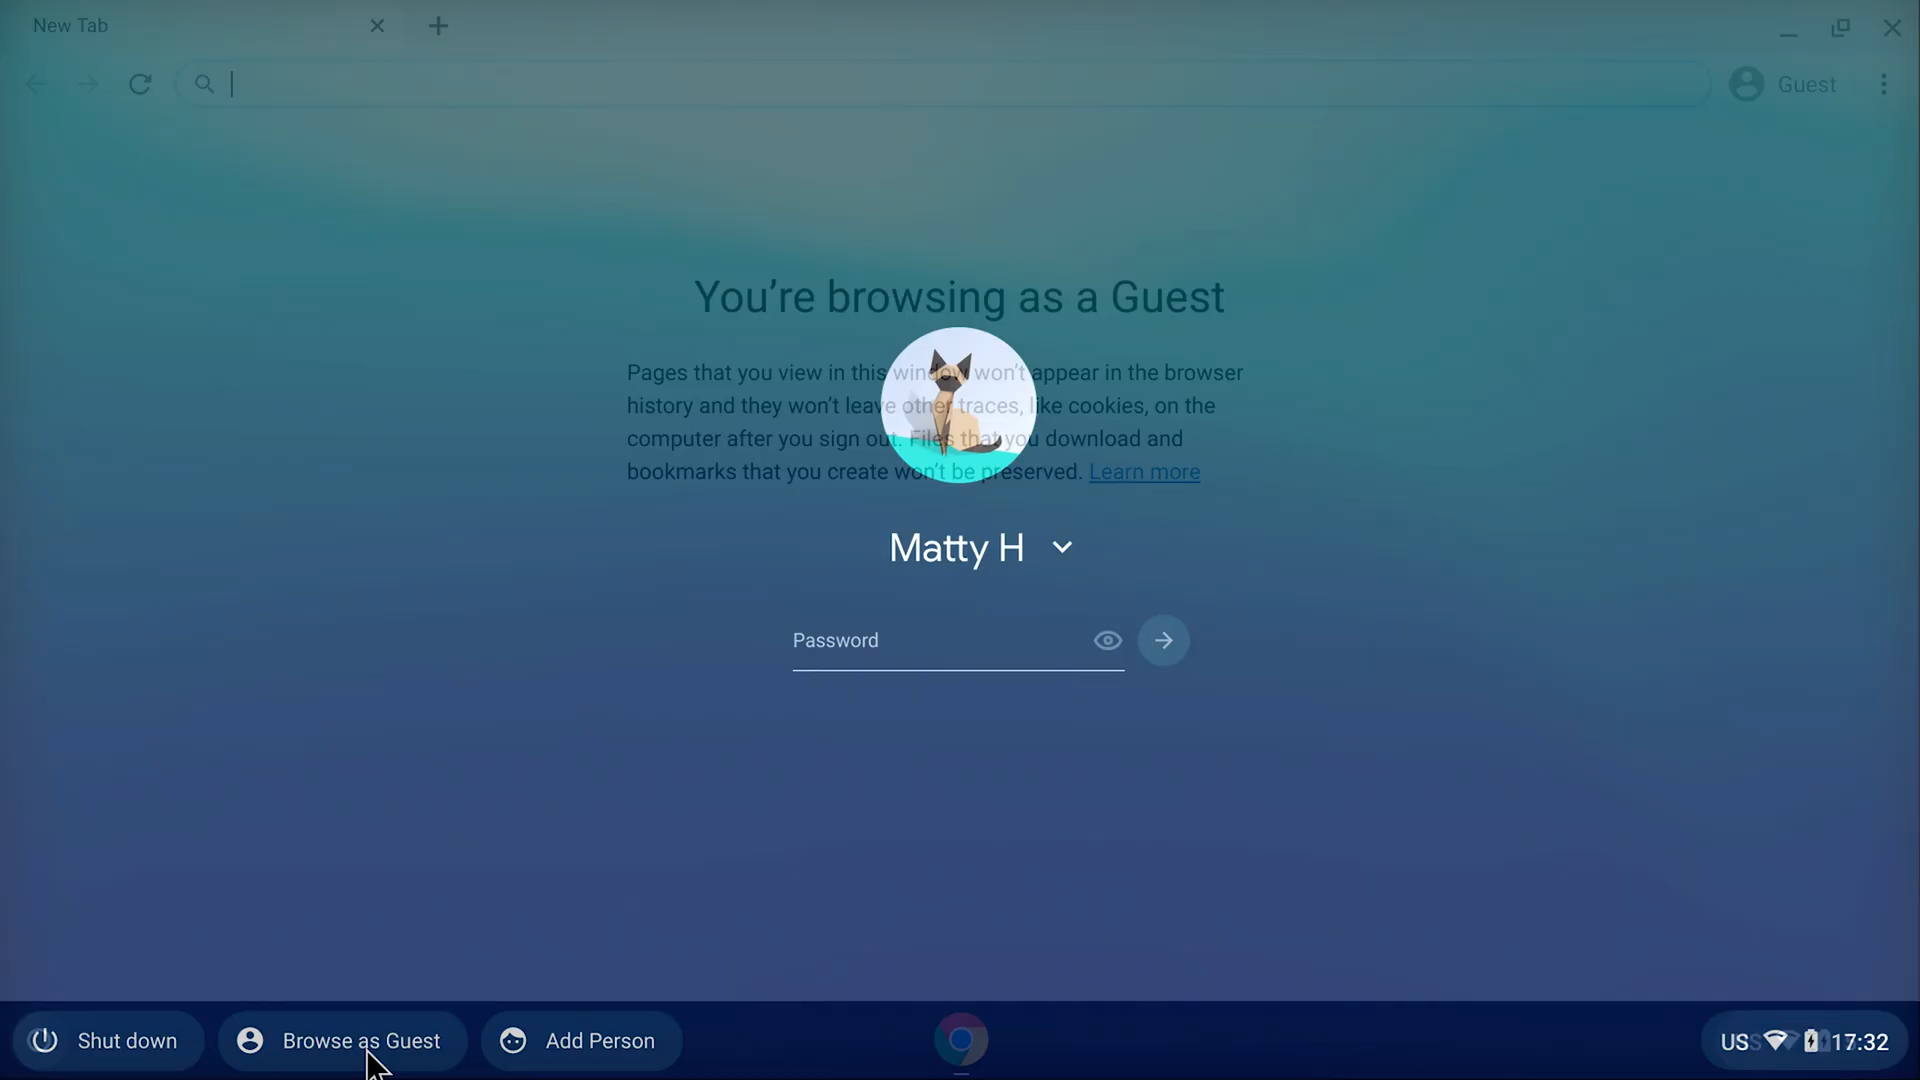 New Tab
Guest
You're browsing as a Guest
Pages that you view in this window won't appear in the browser
history and they won't leave other traces, like cookies, on the
computer after you sign out. Files that you download and
bookmarks that you create won't be preserved. Learn more
Matty H
Password
Shut down
Browse as Guest
Add Person
US
17:32